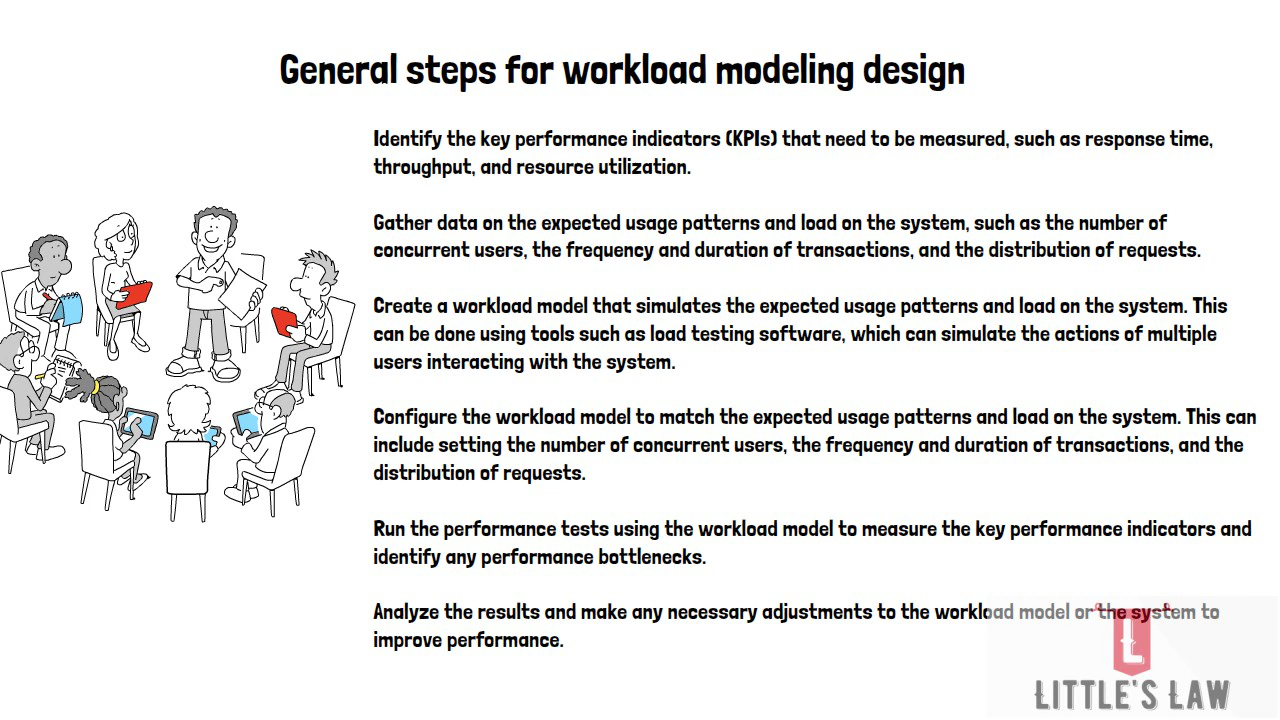 General steps for workload modeling design
Identify the key performance indicators (KPIs) that need to be measured, such as response time,
throughput, and resource utilization.
Gather data on the expected usage patterns and load on the system, such as the number of
concurrent users, the frequency and duration of transactions, and the distribution of requests.
Create a workload model that simulates the expected usage patterns and load on the system. This
can be done using tools such as load testing software, which can simulate the actions of multiple
users interacting with the system.
Configure the workload model to match the expected usage patterns and load on the system. This can
include setting the number of concurrent users, the frequency and duration of transactions, and the
distribution of requests.
Run the performance tests using the workload model to measure the key performance indicators and
identify any performance bottlenecks.
Analyze the results and make any necessary adjustments to the workload model or the system to
improve performance.
L
LITTLE'S LAW